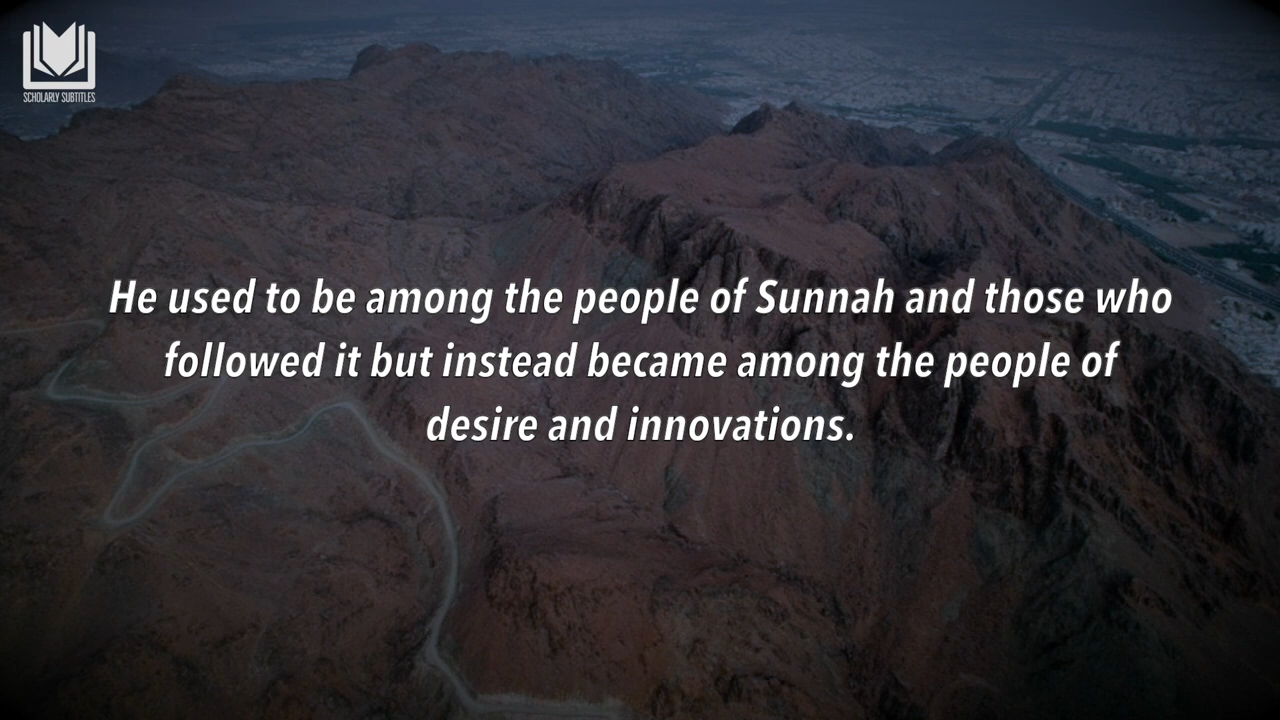 SCHOLARLY SUBTITLES
He used to be among the people of Sunnah and those who
followed it but instead became among the people of
desire and innovations.